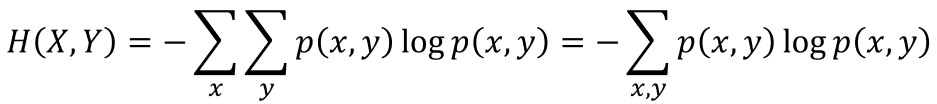 H(X,Y) = −∑_x ∑_y p(x,y) log p(x,y) = −∑_{x,y} p(x,y) log p(x,y)